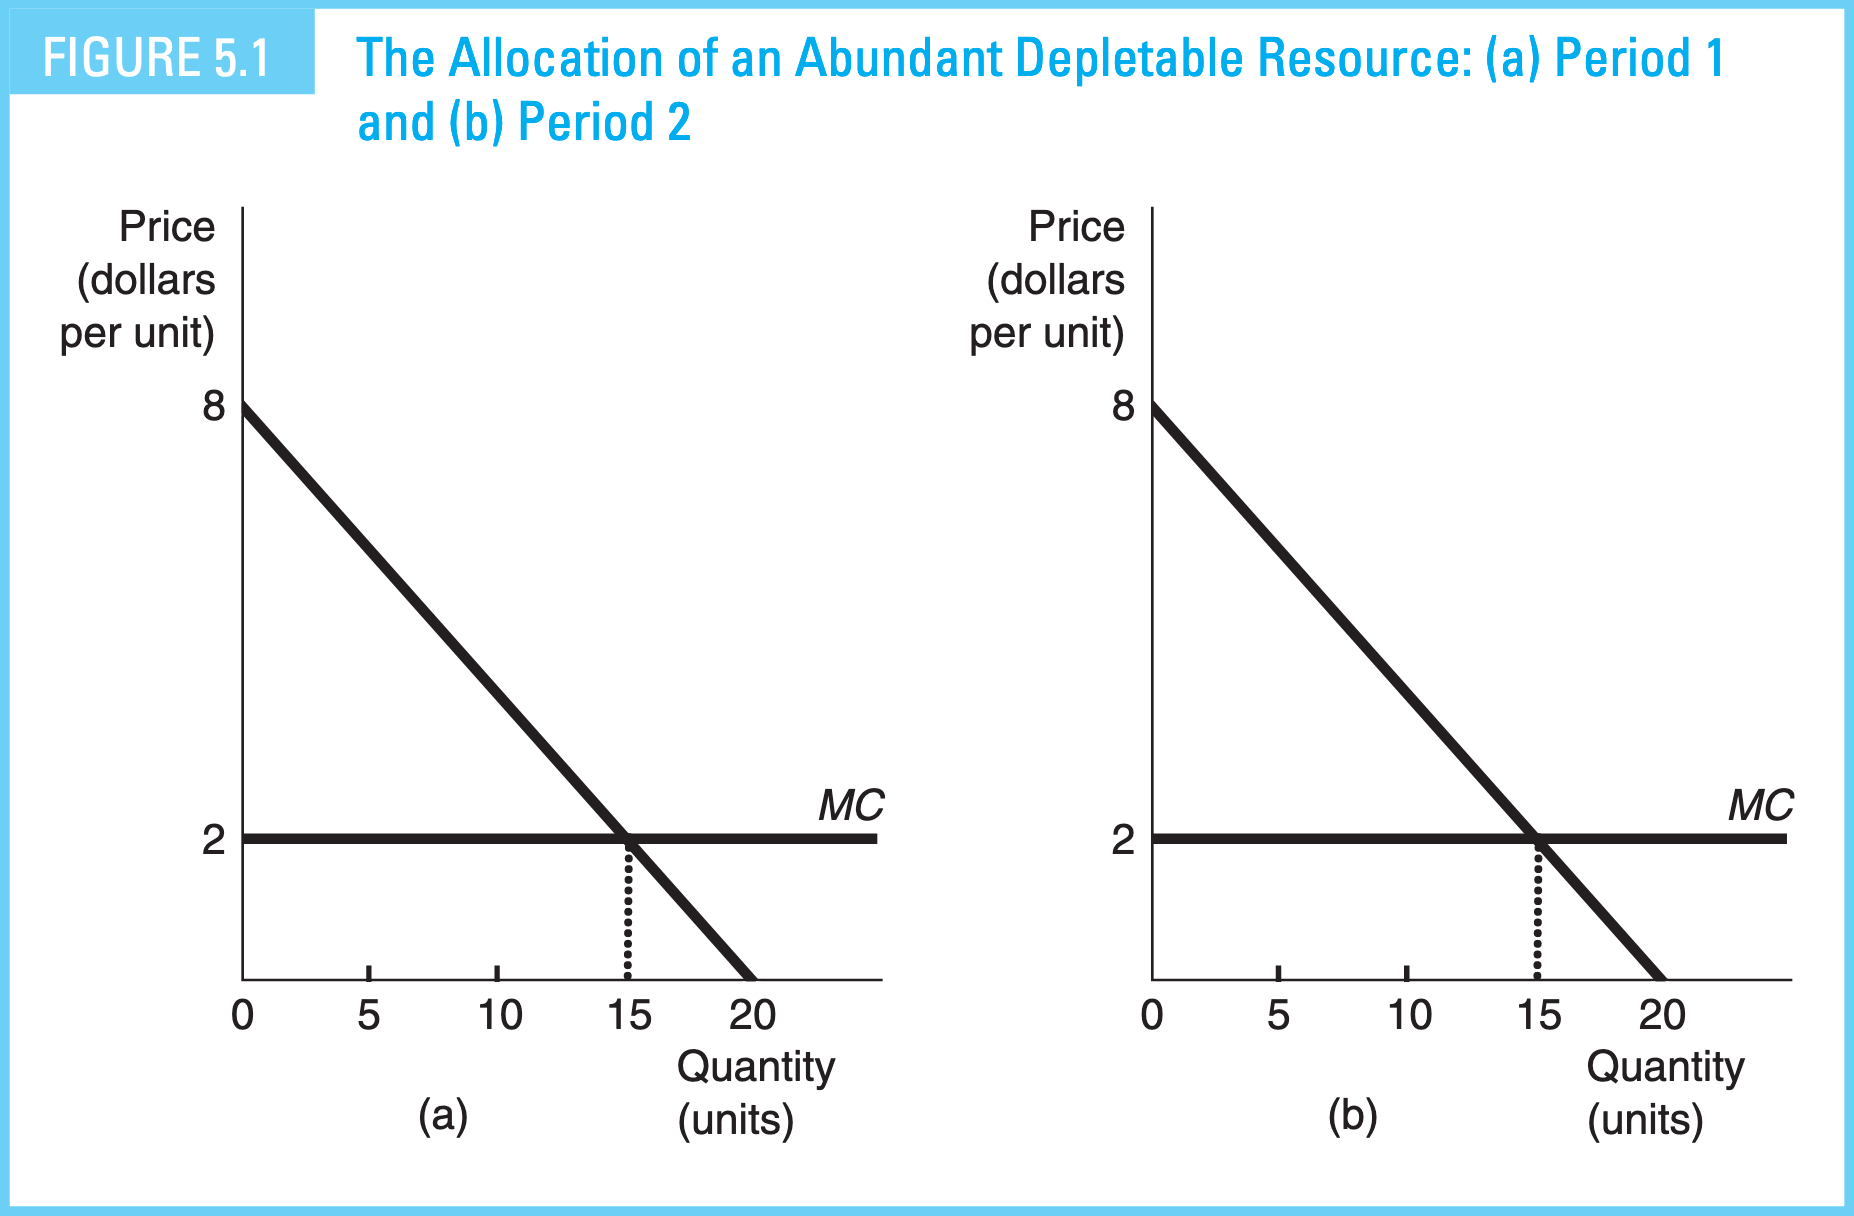 FIGURE 5.1
The Allocation of an Abundant Depletable Resource: (a) Period 1
and (b) Period 2
Price
(dollars
per unit)
8
2
MC
0 5 10 15 20
Quantity
(units)
(a)
Price
(dollars
per unit)
8
2
MC
0 5 10 15 20
Quantity
(units)
(b)